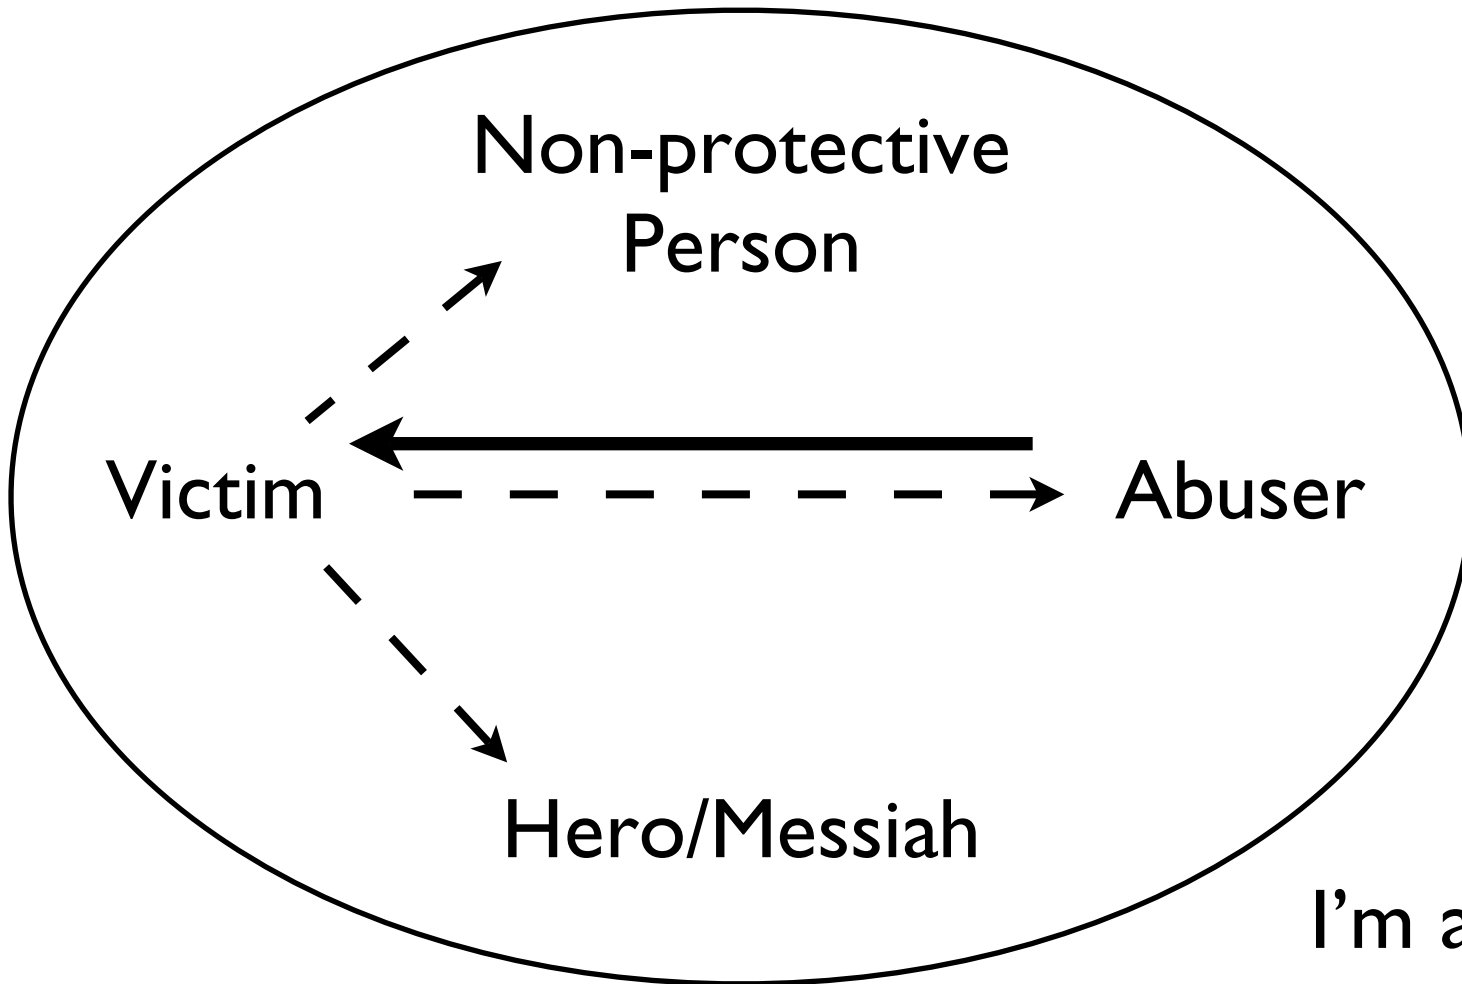 Non-protective
Person
Victim
Abuser
Hero/Messiah
I'm a